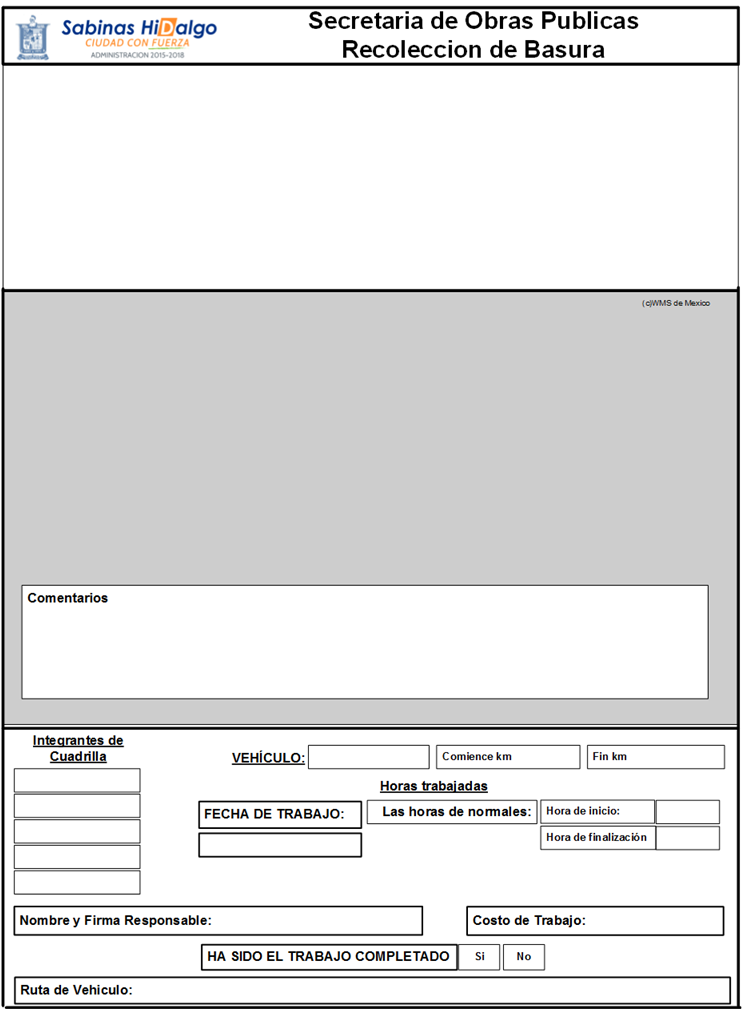 Sabinas HiDalgo
CIUDAD CON FUERZA
ADMINISTRACION 2015-2018
Secretaria de Obras Publicas
Recoleccion de Basura
(c)WMS de Mexico
Comentarios
Integrantes de
Cuadrilla
VEHÍCULO:
Comience km
Fin km
Horas trabajadas
FECHA DE TRABAJO:
Las horas de normales:
Hora de inicio:
Hora de finalización
Nombre y Firma Responsable:
Costo de Trabajo:
HA SIDO EL TRABAJO COMPLETADO
Si
No
Ruta de Vehiculo: